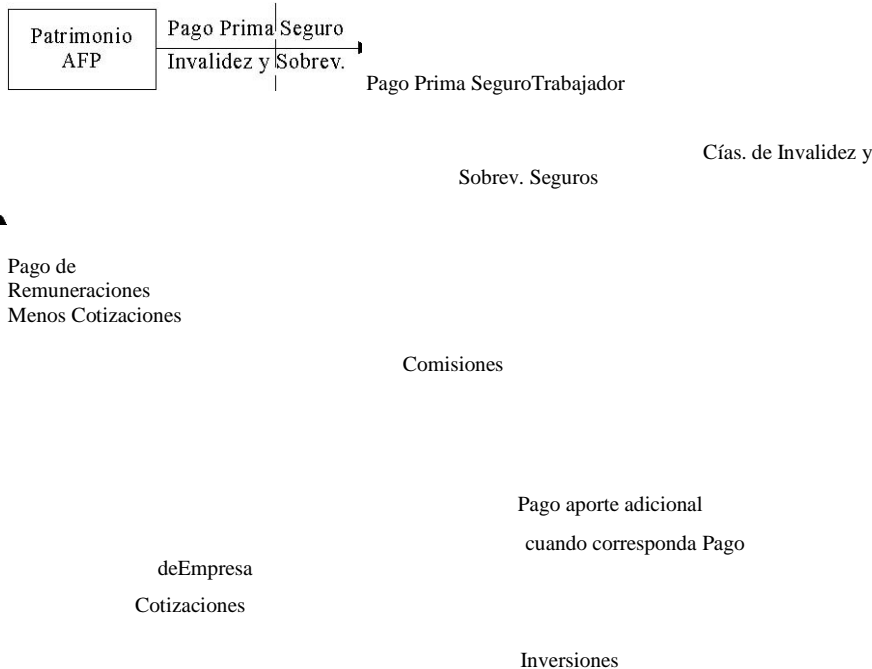 Patrimonio
AFP
Pago Prima Seguro
Invalidez y Sobrev.
Pago Prima SeguroTrabajador
Cías. de Invalidez y
Sobrev. Seguros
Pago de
Remuneraciones
Menos Cotizaciones
Comisiones
Pago aporte adicional
cuando corresponda Pago
deEmpresa
Cotizaciones
Inversiones